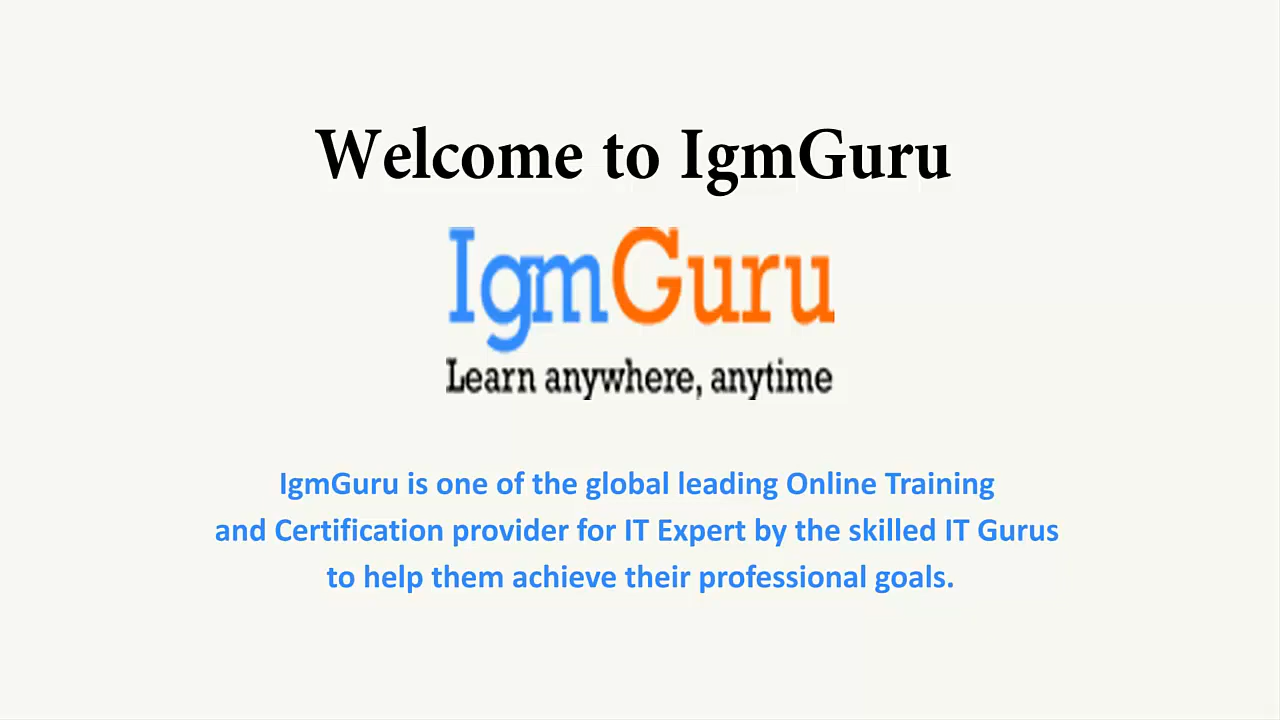 Welcome to IgmGuru
IgmGuru
Learn anywhere, anytime
IgmGuru is one of the global leading Online Training
and Certification provider for IT Expert by the skilled IT Gurus
to help them achieve their professional goals.